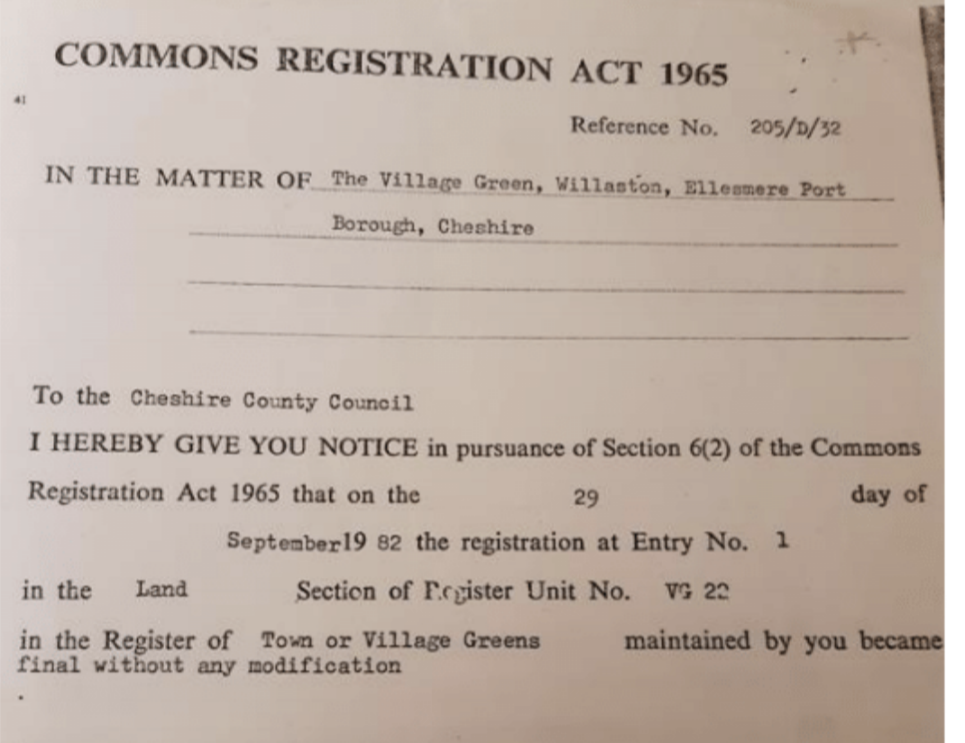 COMMONS REGISTRATION ACT 1965
41
Reference No. 205/D/32
IN THE MATTER OF The Village Green, Willaston, Ellesmere Port
Borough, Cheshire
To the Cheshire County Council
I HEREBY GIVE YOU NOTICE in pursuance of Section 6(2) of the Commons
Registration Act 1965 that on the 29 day of
September 19 82 the registration at Entry No. 1
in the Land Section of Register Unit No. VG 22
in the Register of Town or Village Greens maintained by you became
final without any modification